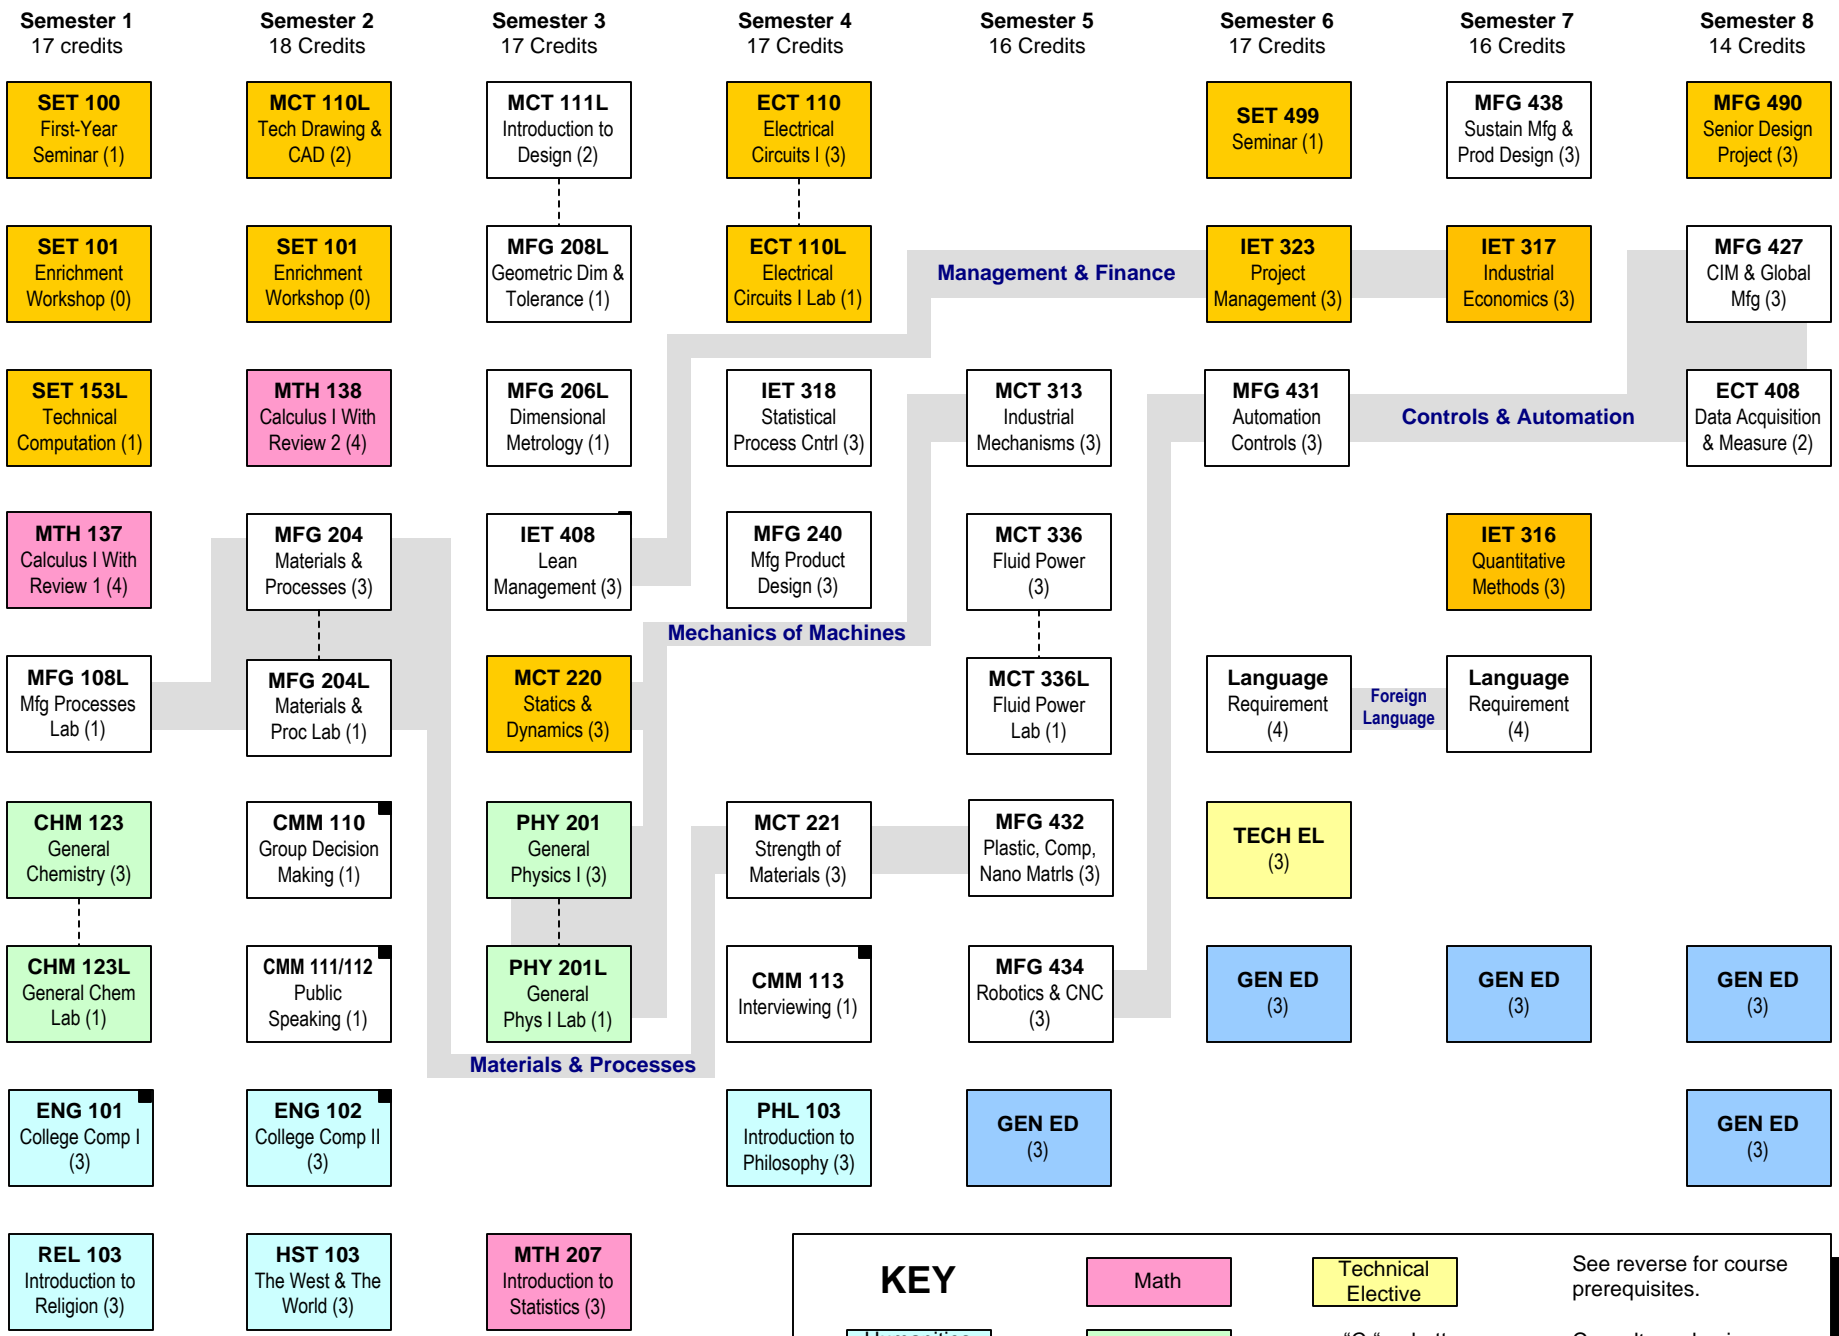 Semester 1
17 credits
Semester 2
18 Credits
Semester 3
17 Credits
Semester 4
17 Credits
Semester 5
16 Credits
Semester 6
17 Credits
Semester 7
16 Credits
Semester 8
14 Credits
SET 100
First-Year
Seminar (1)
MCT 110L
Tech Drawing &
CAD (2)
MCT 111L
Introduction to
Design (2)
ECT 110
Electrical
Circuits I (3)
SET 499
Seminar (1)
MFG 438
Sustain Mfg &
Prod Design (3)
MFG 490
Senior Design
Project (3)
SET 101
Enrichment
Workshop (0)
SET 101
Enrichment
Workshop (0)
MFG 208L
Geometric Dim &
Tolerance (1)
ECT 110L
Electrical
Circuits I Lab (1)
Management & Finance
IET 323
Project
Management (3)
IET 317
Industrial
Economics (3)
MFG 427
CIM & Global
Mfg (3)
SET 153L
Technical
Computation (1)
MTH 138
Calculus I With
Review 2 (4)
MFG 206L
Dimensional
Metrology (1)
IET 318
Statistical
Process Cntrl (3)
MCT 313
Industrial
Mechanisms (3)
MFG 431
Automation
Controls (3)
Controls & Automation
ECT 408
Data Acquisition
& Measure (2)
MTH 137
Calculus I With
Review 1 (4)
MFG 204
Materials &
Processes (3)
IET 408
Lean
Management (3)
MFG 240
Mfg Product
Design (3)
MCT 336
Fluid Power
(3)
IET 316
Quantitative
Methods (3)
Mechanics of Machines
MFG 108L
Mfg Processes
Lab (1)
MFG 204L
Materials &
Proc Lab (1)
MCT 220
Statics &
Dynamics (3)
MCT 336L
Fluid Power
Lab (1)
Language
Requirement
(4)
Foreign
Language
Language
Requirement
(4)
CHM 123
General
Chemistry (3)
CMM 110
Group Decision
Making (1)
PHY 201
General
Physics I (3)
MCT 221
Strength of
Materials (3)
MFG 432
Plastic, Comp,
Nano Matrls (3)
TECH EL
(3)
CHM 123L
General Chem
Lab (1)
CMM 111/112
Public
Speaking (1)
PHY 201L
General
Phys I Lab (1)
CMM 113
Interviewing (1)
MFG 434
Robotics & CNC
(3)
GEN ED
(3)
GEN ED
(3)
GEN ED
(3)
Materials & Processes
ENG 101
College Comp I
(3)
ENG 102
College Comp II
(3)
PHL 103
Introduction to
Philosophy (3)
GEN ED
(3)
GEN ED
(3)
REL 103
Introduction to
Religion (3)
HST 103
The West & The
World (3)
MTH 207
Introduction to
Statistics (3)
KEY
Math
Technical
Elective
See reverse for course
prerequisites.